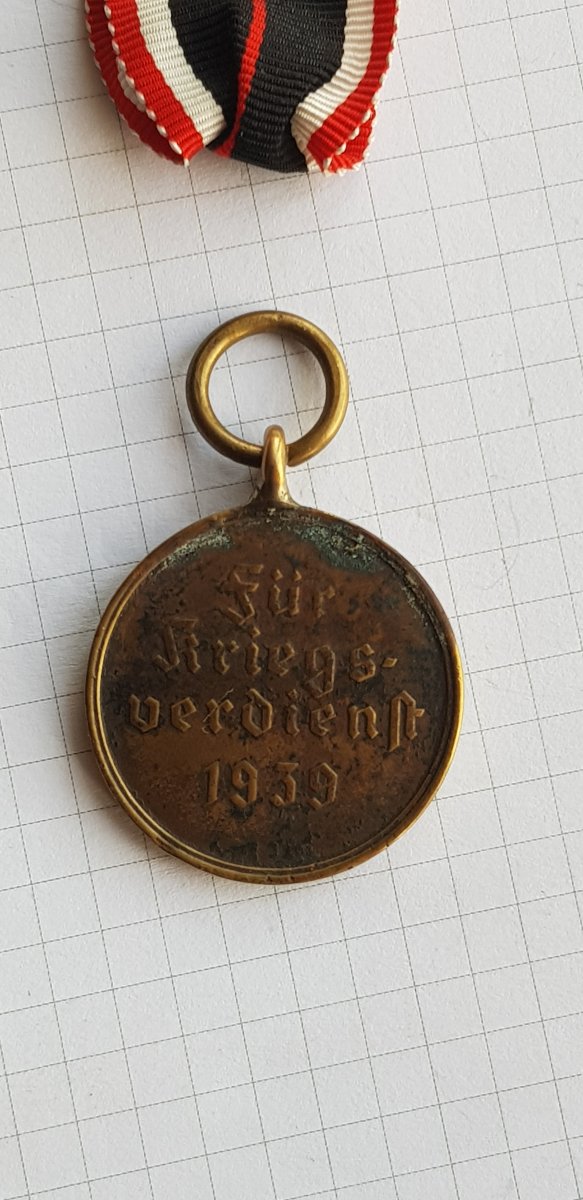 Für
Kriegs-
verdienst
1939